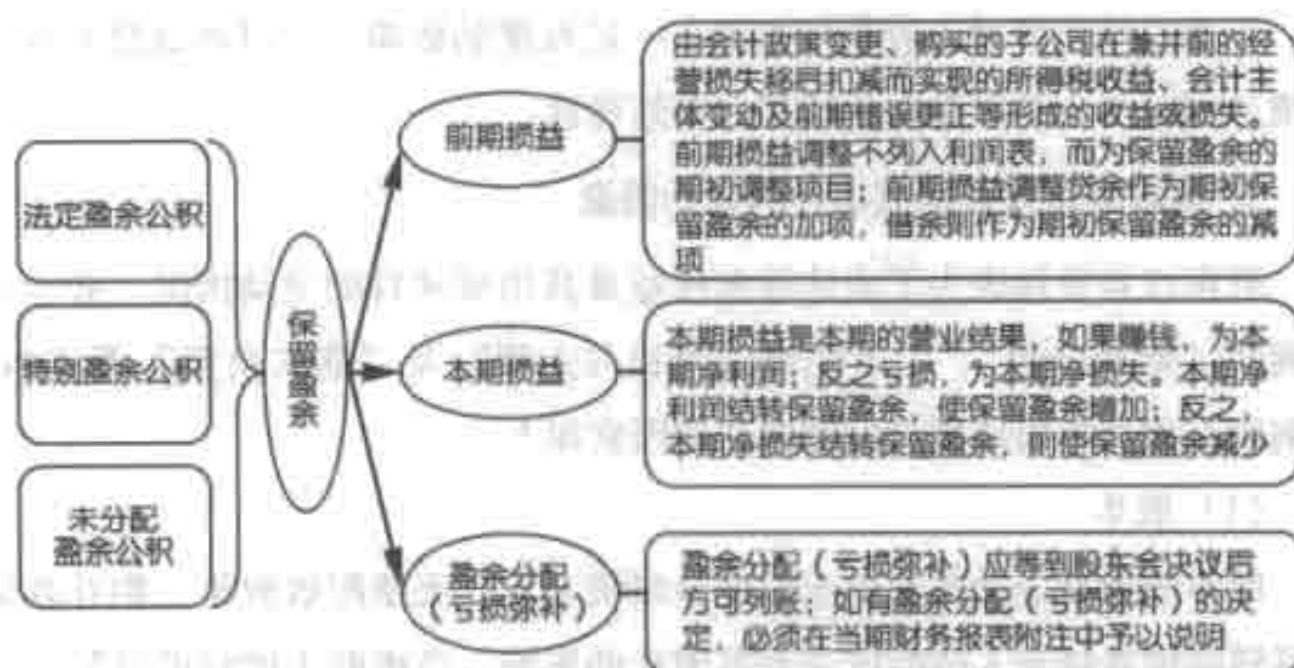 法定盈余公积
特别盈余公积
未分配
盈余公积
保留盈余
前期损益
由会计政策变更、购买的子公司在兼并前的经
营损失移后扣减而实现的所得税收益、会计主
体变动及前期错误更正等形成的收益或损失。
前期损益调整不列入利润表，而为保留盈余的
期初调整项目；前期损益调整贷余作为期初保
留盈余的加项，借余则作为期初保留盈余的减
项
本期损益
本期损益是本期的营业结果，如果赚钱，为本
期净利润；反之亏损，为本期净损失。本期净
利润结转保留盈余，使保留盈余增加；反之，
本期净损失结转保留盈余，则使保留盈余减少
盈余分配
（亏损弥补）
盈余分配（亏损弥补）应等到股东会决议后
方可列账；如有盈余分配（亏损弥补）的决
定，必须在当期财务报表附注中予以说明